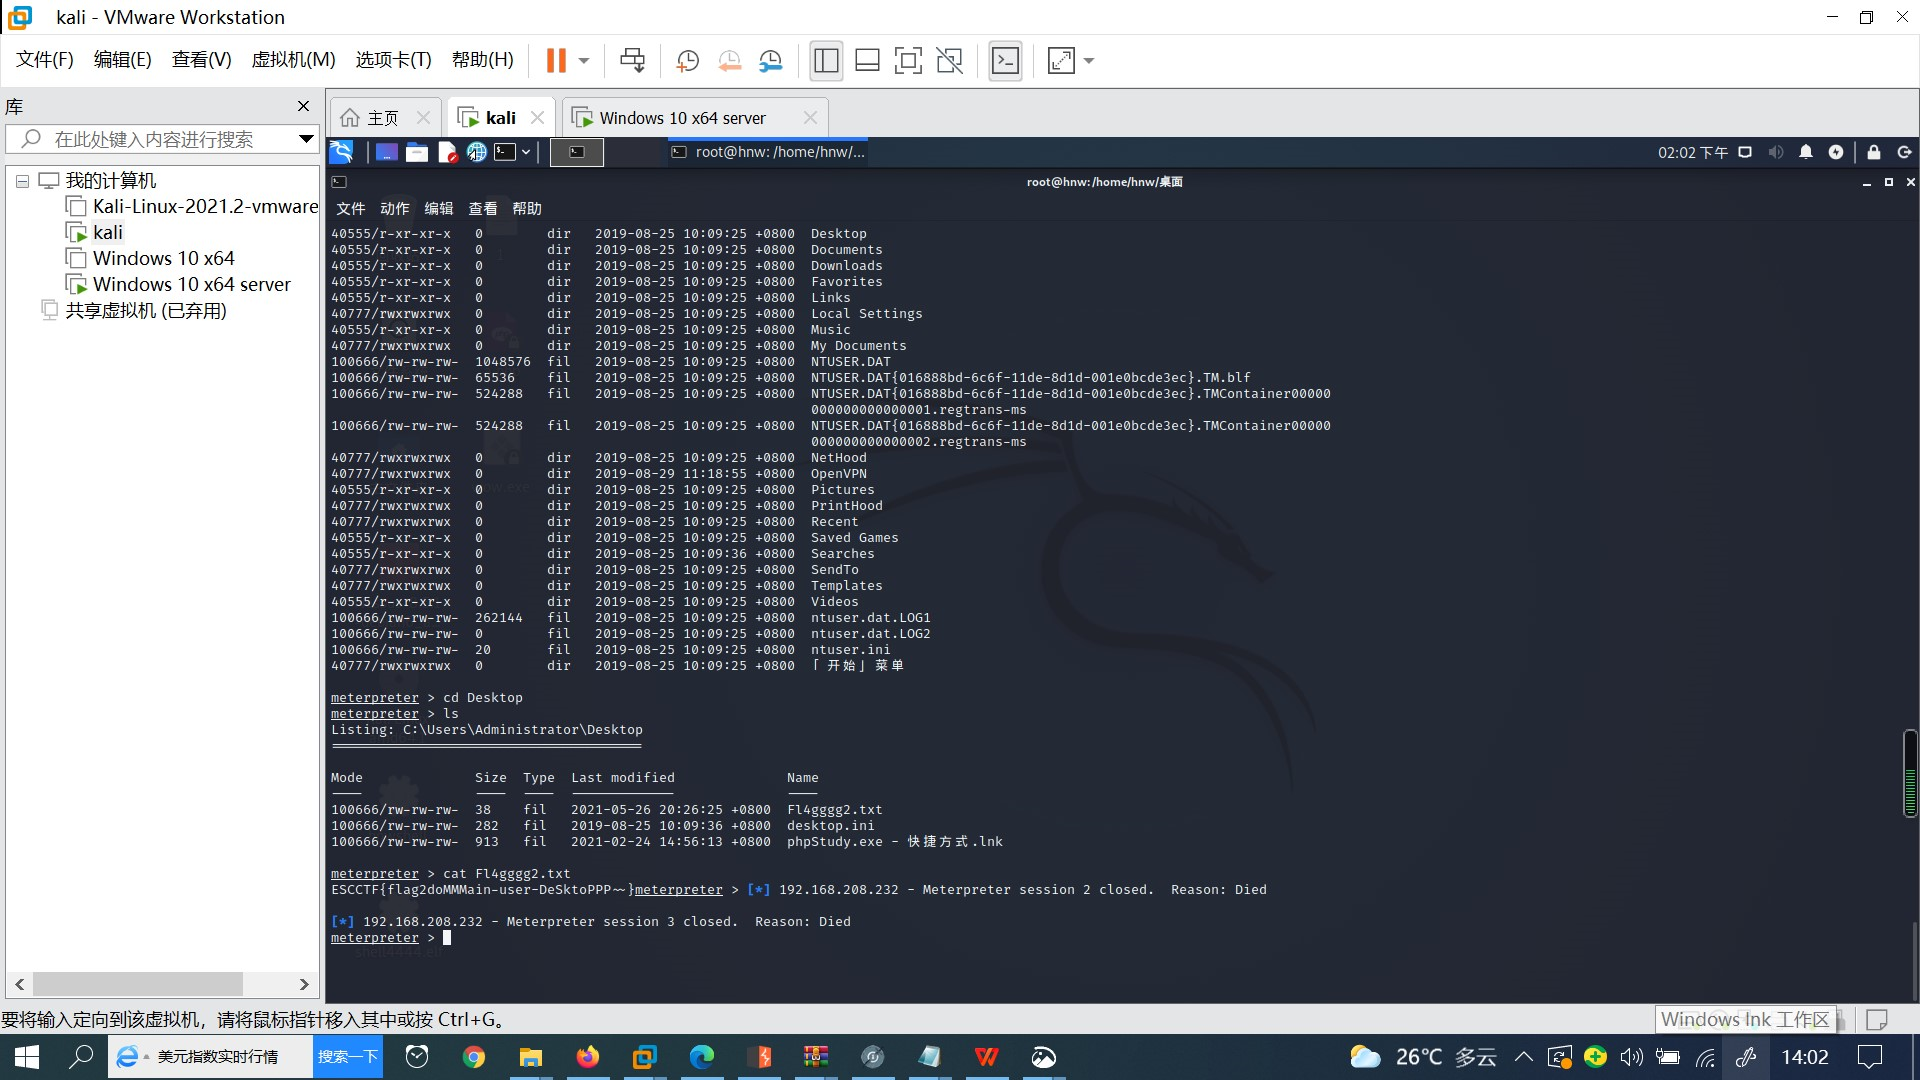 kali - VMware Workstation
文件(F) 编辑(E) 查看(V) 虚拟机(M) 选项卡(T) 帮助(H)
库
在此处键入内容进行搜索
我的计算机
Kali-Linux-2021.2-vmware
kali
Windows 10 x64
Windows 10 x64 server
共享虚拟机 (已弃用)
主页 kali Windows 10 x64 server
root@hnw: /home/hnw/... 02:02 下午
root@hnw: /home/hnw/桌面
文件 动作 编辑 查看 帮助
40555/r-xr-xr-x 0 dir 2019-08-25 10:09:25 +0800 Desktop
40555/r-xr-xr-x 0 dir 2019-08-25 10:09:25 +0800 Documents
40555/r-xr-xr-x 0 dir 2019-08-25 10:09:25 +0800 Downloads
40555/r-xr-xr-x 0 dir 2019-08-25 10:09:25 +0800 Favorites
40555/r-xr-xr-x 0 dir 2019-08-25 10:09:25 +0800 Links
40777/rwxrwxrwx 0 dir 2019-08-25 10:09:25 +0800 Local Settings
40555/r-xr-xr-x 0 dir 2019-08-25 10:09:25 +0800 Music
40777/rwxrwxrwx 0 dir 2019-08-25 10:09:25 +0800 My Documents
100666/rw-rw-rw- 1048576 fil 2019-08-25 10:09:25 +0800 NTUSER.DAT
100666/rw-rw-rw- 65536 fil 2019-08-25 10:09:25 +0800 NTUSER.DAT{016888bd-6c6f-11de-8d1d-001e0bcde3ec}.TM.blf
100666/rw-rw-rw- 524288 fil 2019-08-25 10:09:25 +0800 NTUSER.DAT{016888bd-6c6f-11de-8d1d-001e0bcde3ec}.TMContainer00000
000000000000001.regtrans-ms
100666/rw-rw-rw- 524288 fil 2019-08-25 10:09:25 +0800 NTUSER.DAT{016888bd-6c6f-11de-8d1d-001e0bcde3ec}.TMContainer00000
000000000000002.regtrans-ms
40777/rwxrwxrwx 0 dir 2019-08-25 10:09:25 +0800 NetHood
40777/rwxrwxrwx 0 dir 2019-08-29 11:18:55 +0800 OpenVPN
40555/r-xr-xr-x 0 dir 2019-08-25 10:09:25 +0800 Pictures
40777/rwxrwxrwx 0 dir 2019-08-25 10:09:25 +0800 PrintHood
40777/rwxrwxrwx 0 dir 2019-08-25 10:09:25 +0800 Recent
40555/r-xr-xr-x 0 dir 2019-08-25 10:09:25 +0800 Saved Games
40555/r-xr-xr-x 0 dir 2019-08-25 10:09:36 +0800 Searches
40777/rwxrwxrwx 0 dir 2019-08-25 10:09:25 +0800 SendTo
40777/rwxrwxrwx 0 dir 2019-08-25 10:09:25 +0800 Templates
40555/r-xr-xr-x 0 dir 2019-08-25 10:09:25 +0800 Videos
100666/rw-rw-rw- 262144 fil 2019-08-25 10:09:25 +0800 ntuser.dat.LOG1
100666/rw-rw-rw- 0 fil 2019-08-25 10:09:25 +0800 ntuser.dat.LOG2
100666/rw-rw-rw- 20 fil 2019-08-25 10:09:25 +0800 ntuser.ini
40777/rwxrwxrwx 0 dir 2019-08-25 10:09:25 +0800 「开始」菜单
meterpreter > cd Desktop
meterpreter > ls
Listing: C:\Users\Administrator\Desktop
Mode Size Type Last modified Name
100666/rw-rw-rw- 38 fil 2021-05-26 20:26:25 +0800 Fl4gggg2.txt
100666/rw-rw-rw- 282 fil 2019-08-25 10:09:36 +0800 desktop.ini
100666/rw-rw-rw- 913 fil 2021-02-24 14:56:13 +0800 phpStudy.exe - 快捷方式.lnk
meterpreter > cat Fl4gggg2.txt
ESCCTF{flag2doMMMain-user-DeSktoPPP~~}meterpreter > [*] 192.168.208.232 - Meterpreter session 2 closed. Reason: Died
[*] 192.168.208.232 - Meterpreter session 3 closed. Reason: Died
meterpreter >
要将输入定向到该虚拟机，请将鼠标指针移入其中或按 Ctrl+G。
Windows Ink 工作区
美元指数实时行情 搜索一下 26°C 多云 14:02